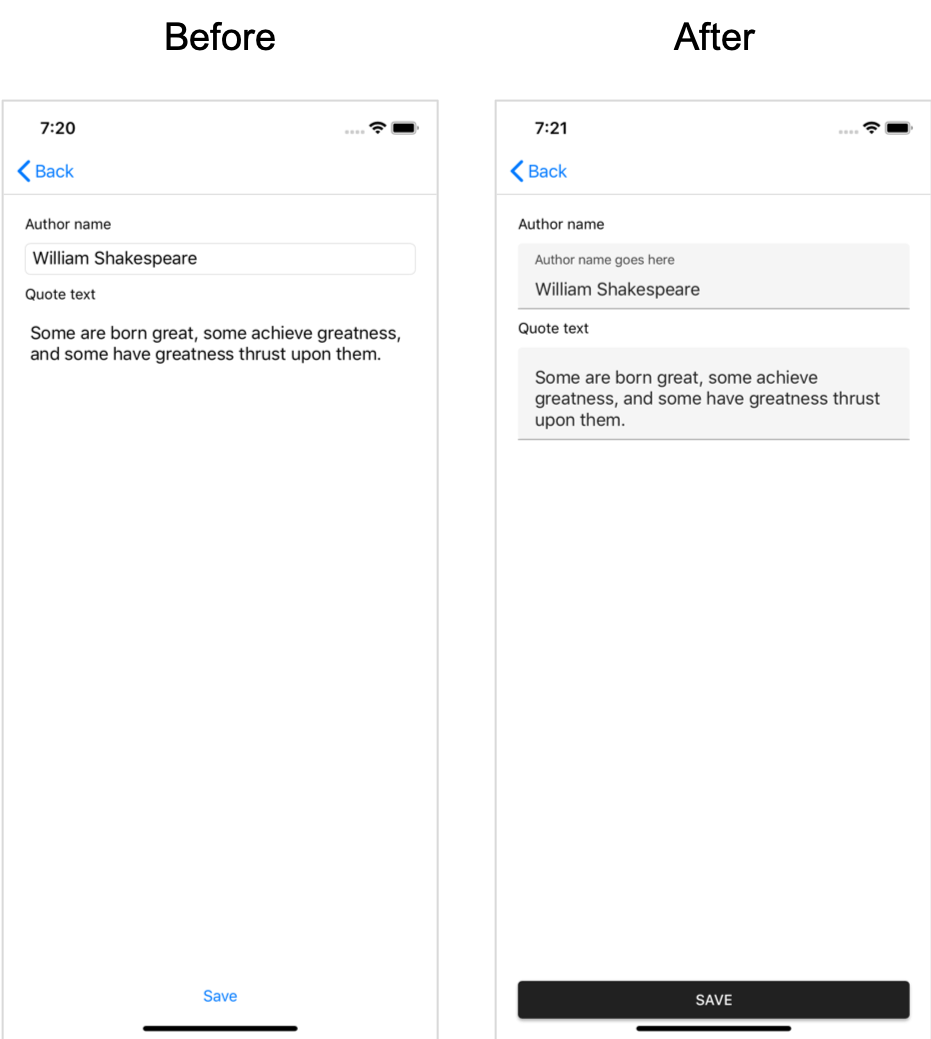 Before
7:20
Back
Author name
William Shakespeare
Quote text
Some are born great, some achieve greatness,
and some have greatness thrust upon them.
Save
After
7:21
Back
Author name
Author name goes here
William Shakespeare
Quote text
Some are born great, some achieve
greatness, and some have greatness thrust
upon them.
SAVE